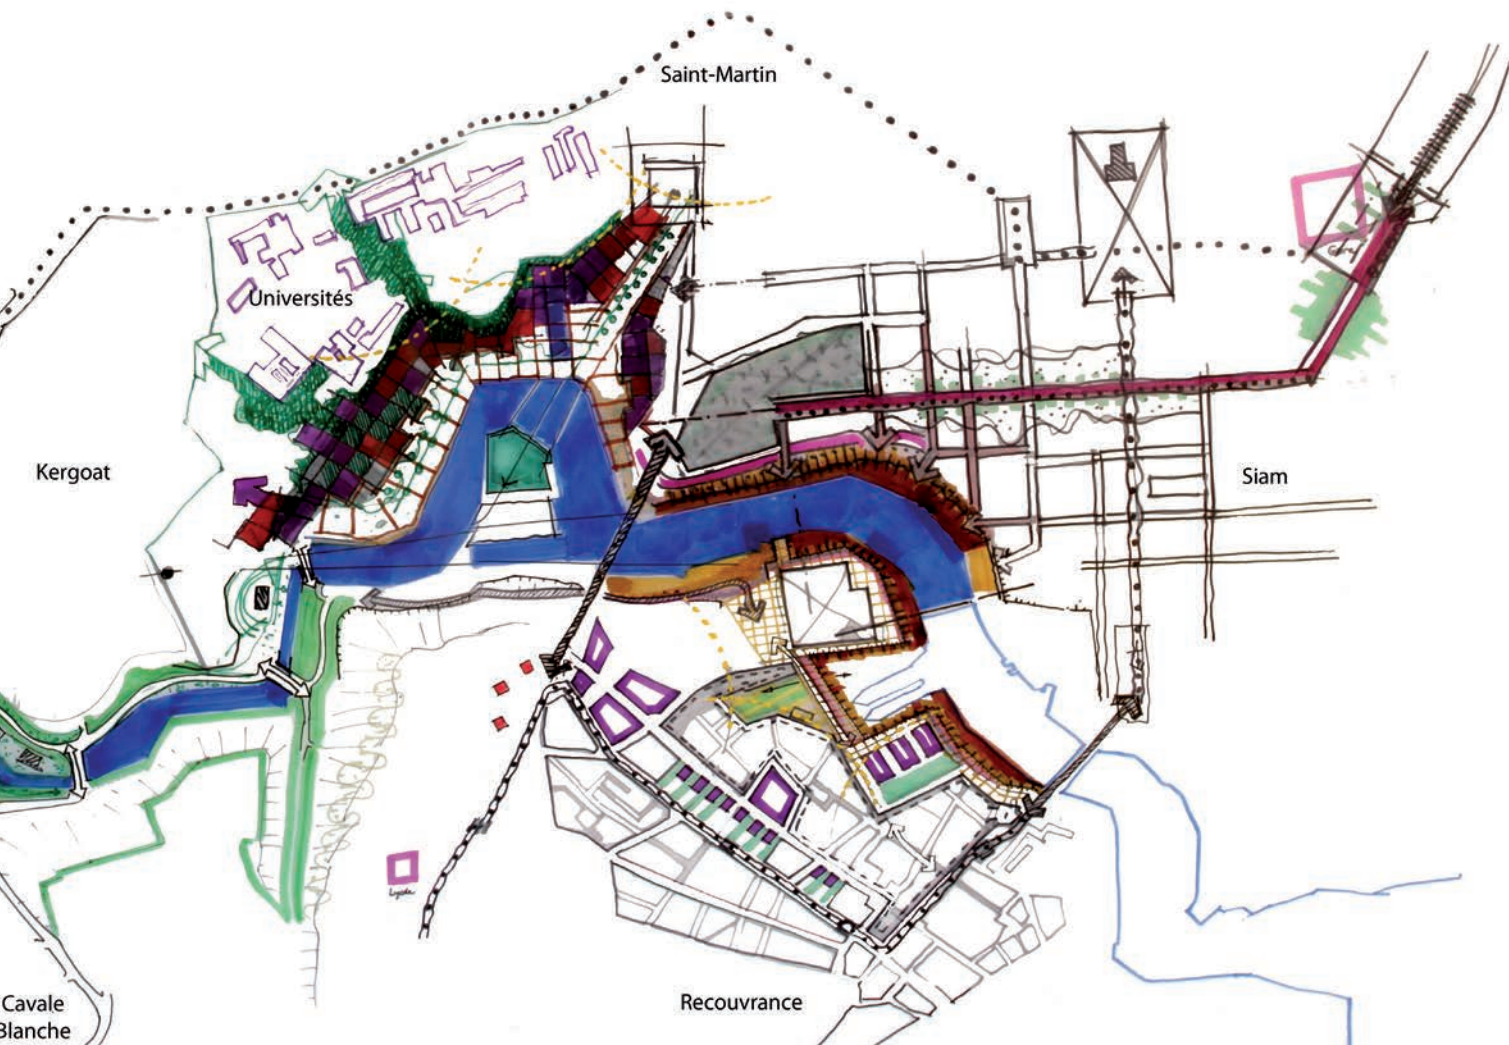 Saint-Martin
Universités
Kergoat
Siam
Cavale
Blanche
Recouvrance